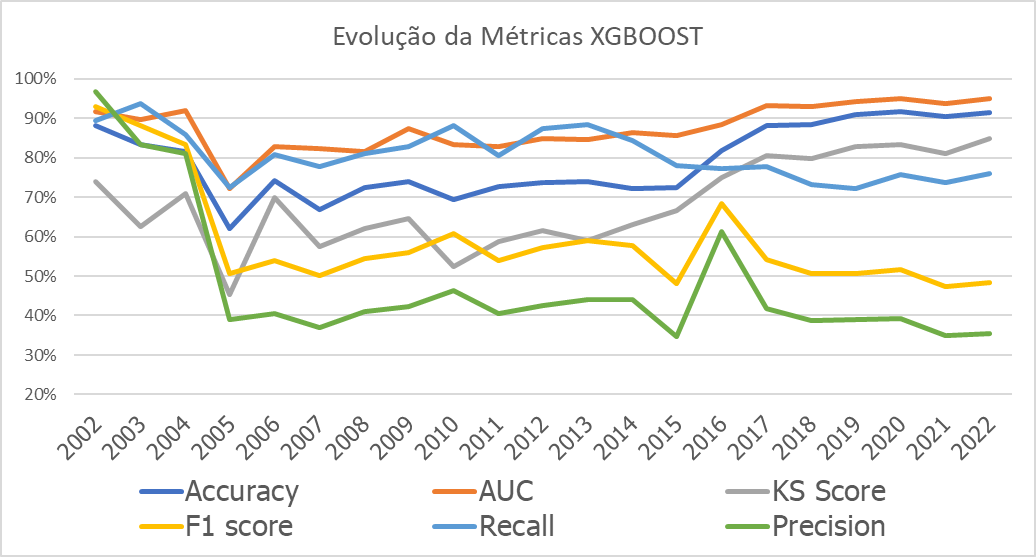 Evolução da Métricas XGBOOST
100%
90%
80%
70%
60%
50%
40%
30%
20%
2002 2003 2004 2005 2006 2007 2008 2009 2010 2011 2012 2013 2014 2015 2016 2017 2018 2019 2020 2021 2022
Accuracy AUC KS Score
F1 score Recall Precision